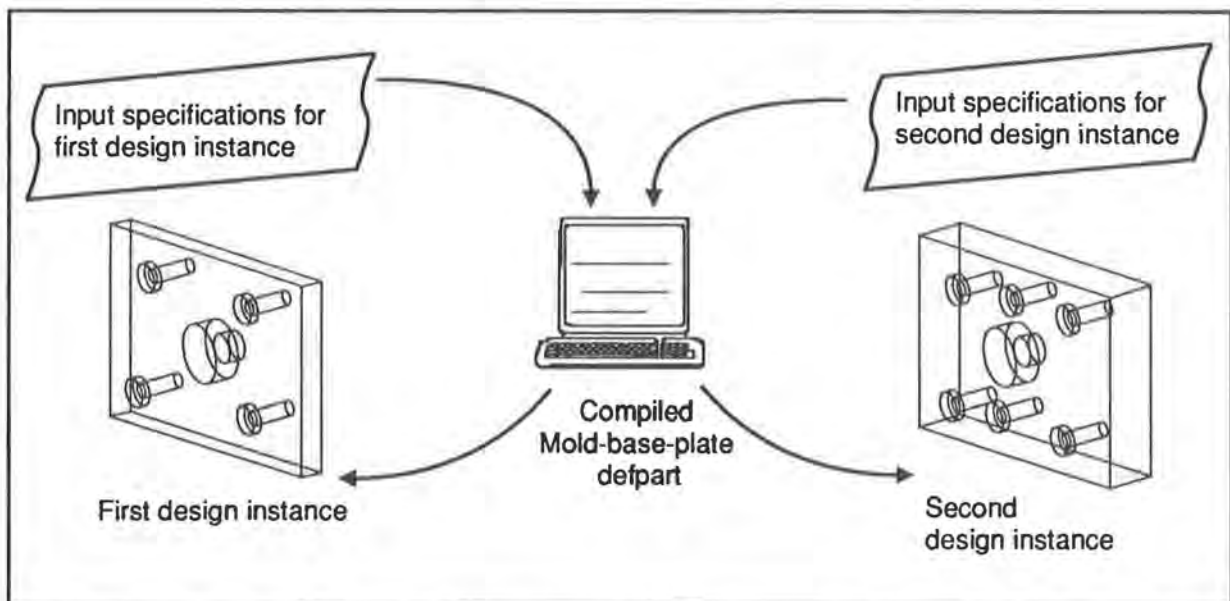 Input specifications for
first design instance
Input specifications for
second design instance
Compiled
Mold-base-plate
defpart
First design instance
Second
design instance